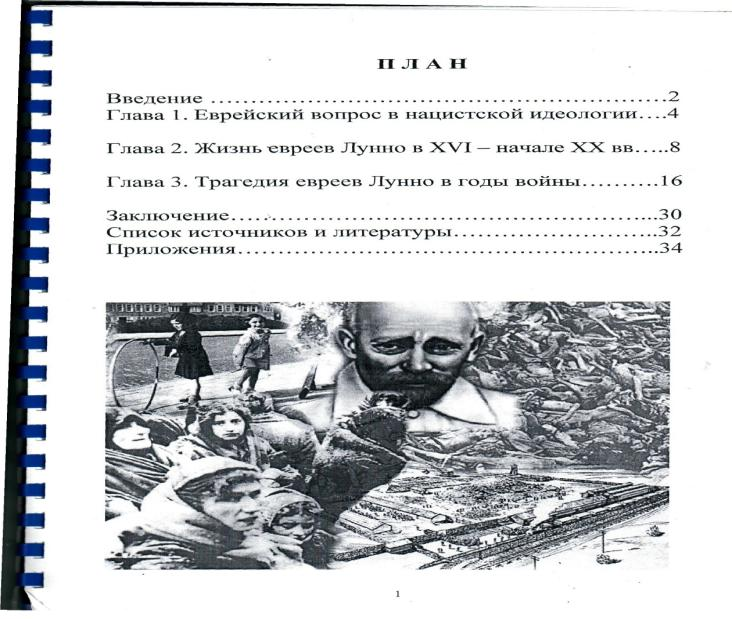 П Л А Н
Введение ……………………………………………………2
Глава 1. Еврейский вопрос в нацистской идеологии….4
Глава 2. Жизнь евреев Лунно в XVI – начале XX вв…..8
Глава 3. Трагедия евреев Лунно в годы войны……….16
Заключение………………………………………………...30
Список источников и литературы……………………..32
Приложения………………………………………………..34
1